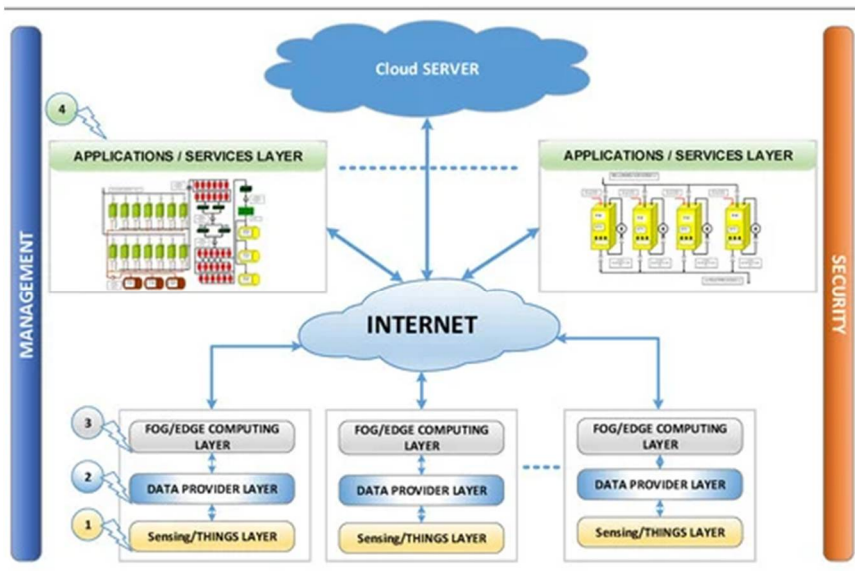 Cloud SERVER
4
APPLICATIONS / SERVICES LAYER
APPLICATIONS / SERVICES LAYER
MANAGEMENT
SECURITY
INTERNET
3
FOG/EDGE COMPUTING
LAYER
FOG/EDGE COMPUTING
LAYER
FOG/EDGE COMPUTING
LAYER
2
DATA PROVIDER LAYER
DATA PROVIDER LAYER
DATA PROVIDER LAYER
1
Sensing/THINGS LAYER
Sensing/THINGS LAYER
Sensing/THINGS LAYER